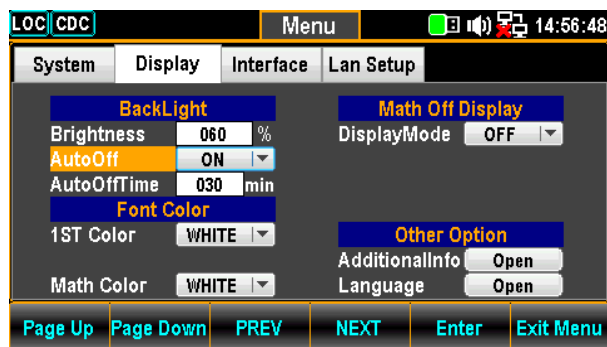 LOC CDC Menu 14:56:48
System Display Interface Lan Setup
BackLight
Brightness 060 %
AutoOff ON
AutoOffTime 030 min
Font Color
1ST Color WHITE
Math Color WHITE
Math Off Display
DisplayMode OFF
Other Option
AdditionalInfo Open
Language Open
Page Up Page Down PREV NEXT Enter Exit Menu